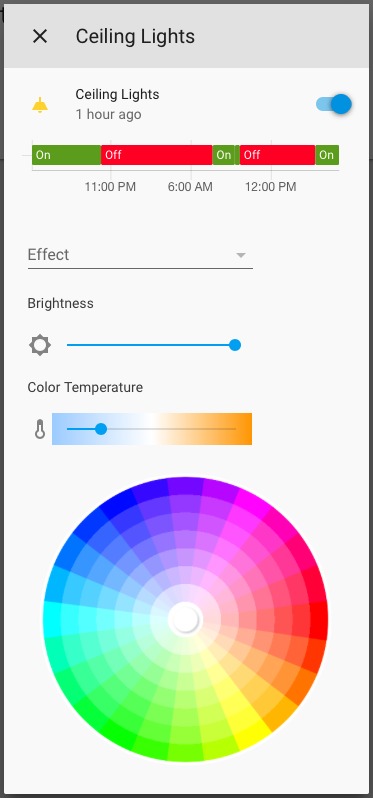 Ceiling Lights
Ceiling Lights
1 hour ago
On Off On Off On
11:00 PM 6:00 AM 12:00 PM
Effect
Brightness
Color Temperature